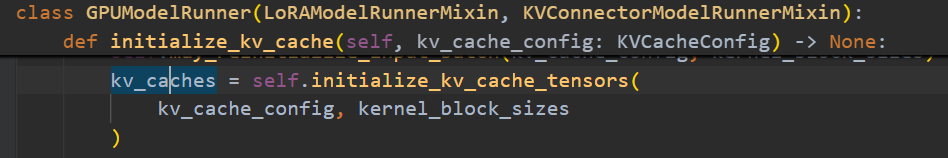 class GPUModelRunner(LoRAModelRunnerMixin, KVConnectorModelRunnerMixin):
def initialize_kv_cache(self, kv_cache_config: KVCacheConfig) -> None:
kv_caches = self.initialize_kv_cache_tensors(
kv_cache_config, kernel_block_sizes
)